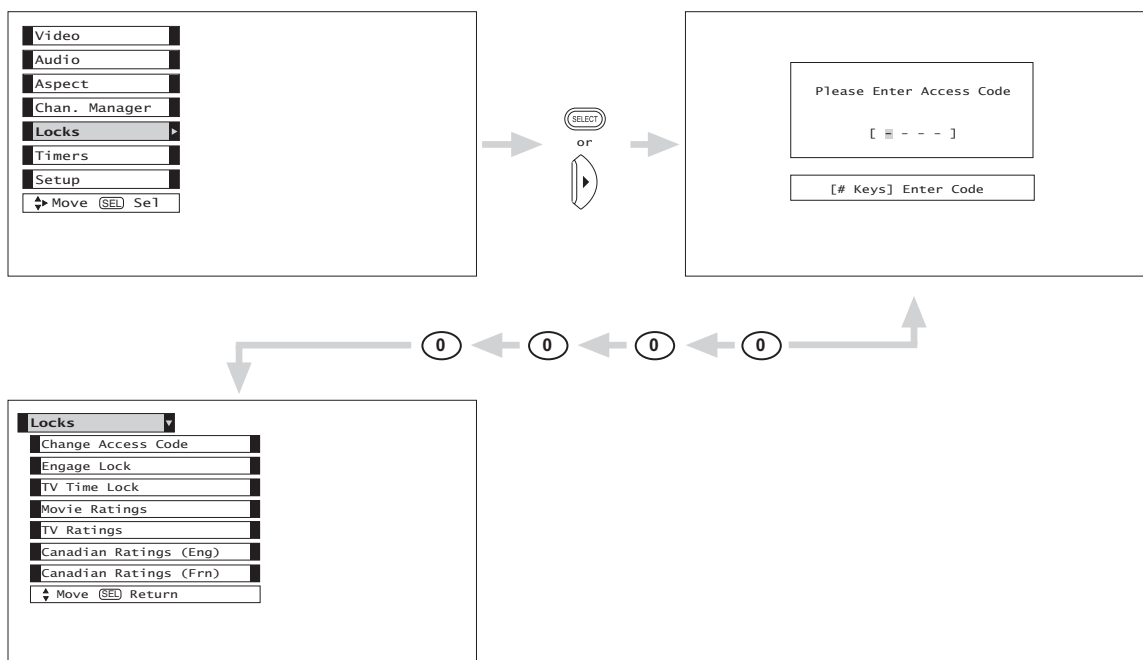 Video
Audio
Aspect
Chan. Manager
Locks
Timers
Setup
Move SEL Sel
SELECT
or
Please Enter Access Code
[ - - - - ]
[# Keys] Enter Code
0 0 0 0
Locks
Change Access Code
Engage Lock
TV Time Lock
Movie Ratings
TV Ratings
Canadian Ratings (Eng)
Canadian Ratings (Frn)
Move SEL Return